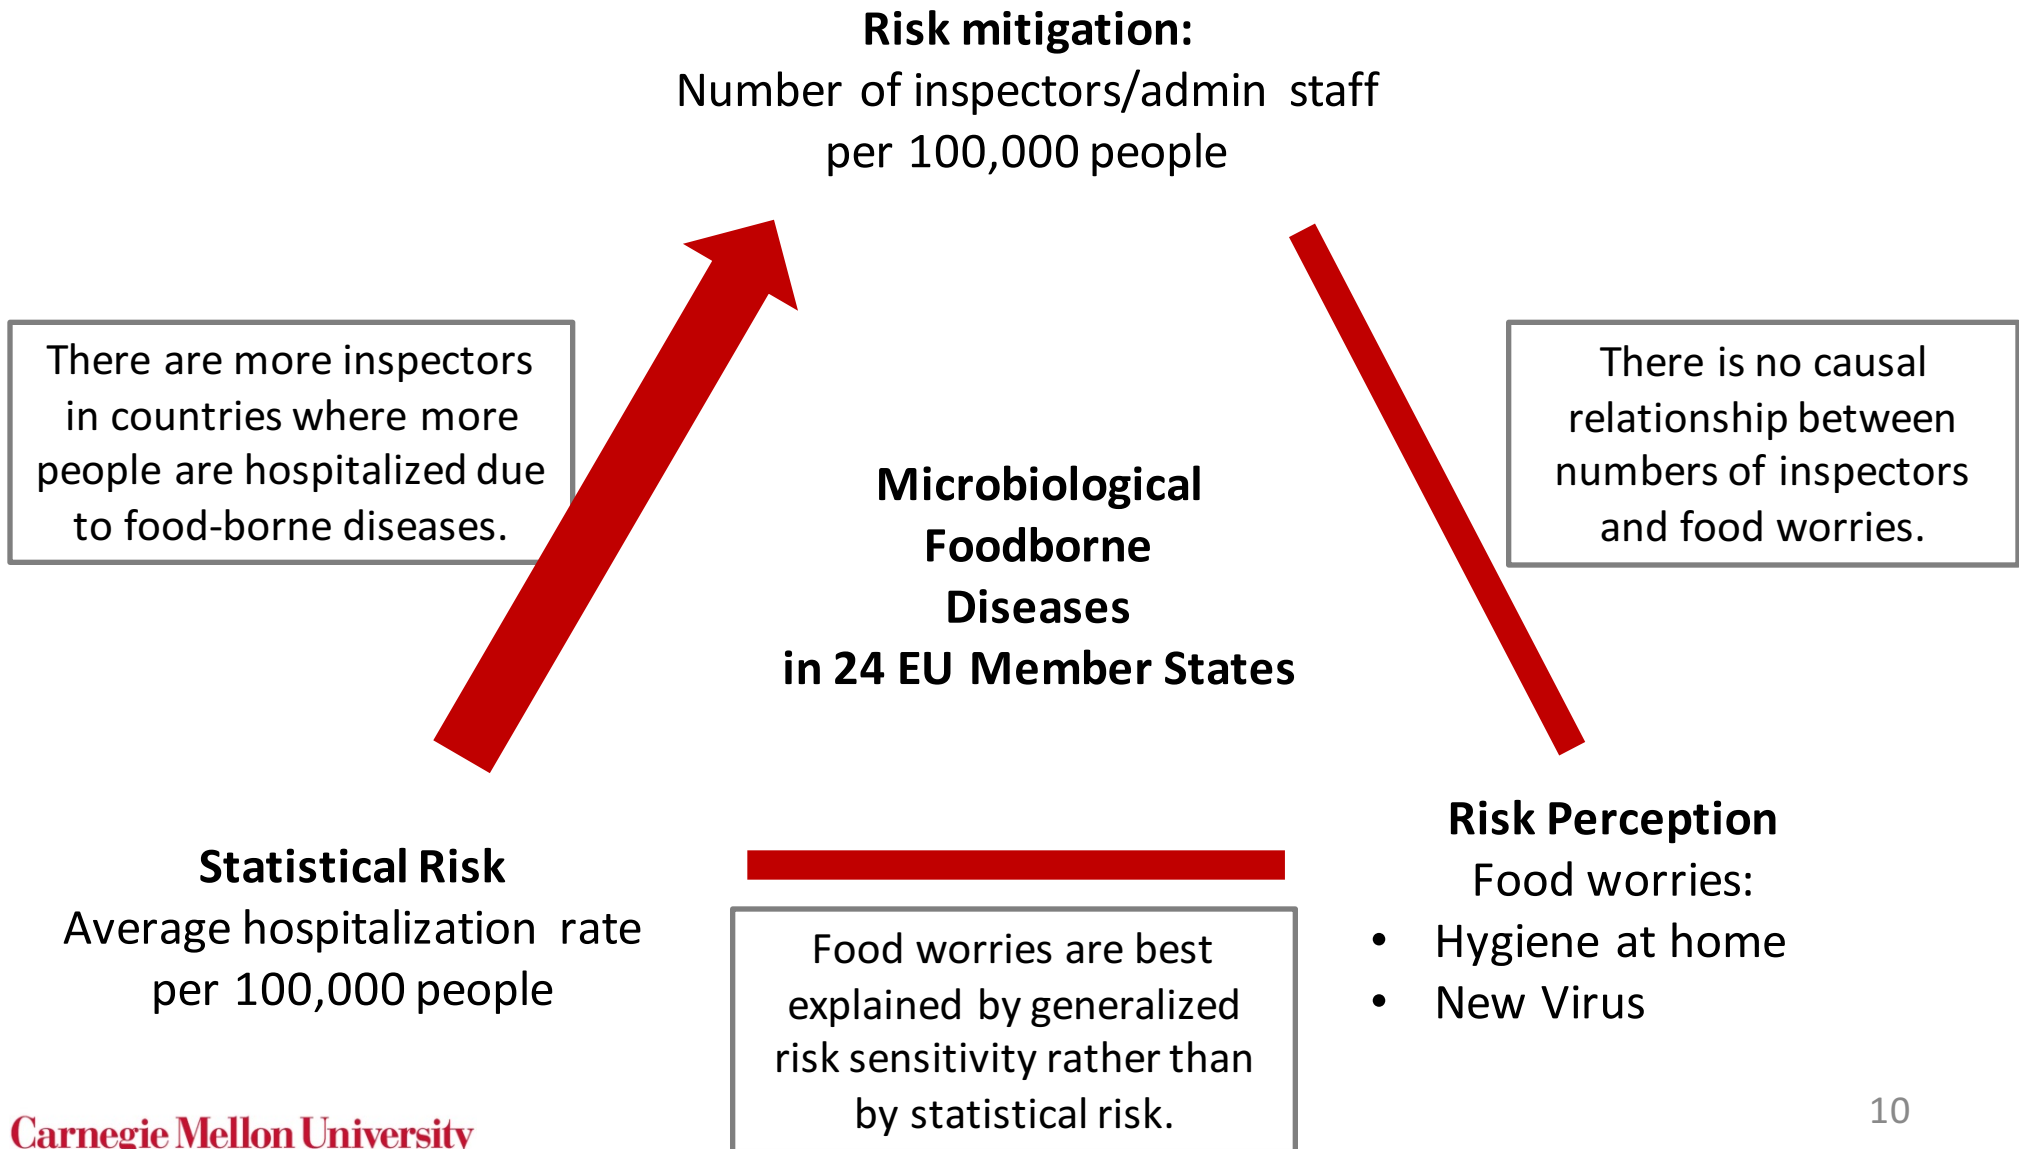 Risk mitigation:
Number of inspectors/admin staff
per 100,000 people
There are more inspectors
in countries where more
people are hospitalized due
to food-borne diseases.
There is no causal
relationship between
numbers of inspectors
and food worries.
Microbiological
Foodborne
Diseases
in 24 EU Member States
Statistical Risk
Average hospitalization rate
per 100,000 people
Risk Perception
Food worries:
• Hygiene at home
• New Virus
Food worries are best
explained by generalized
risk sensitivity rather than
by statistical risk.
Carnegie Mellon University
10